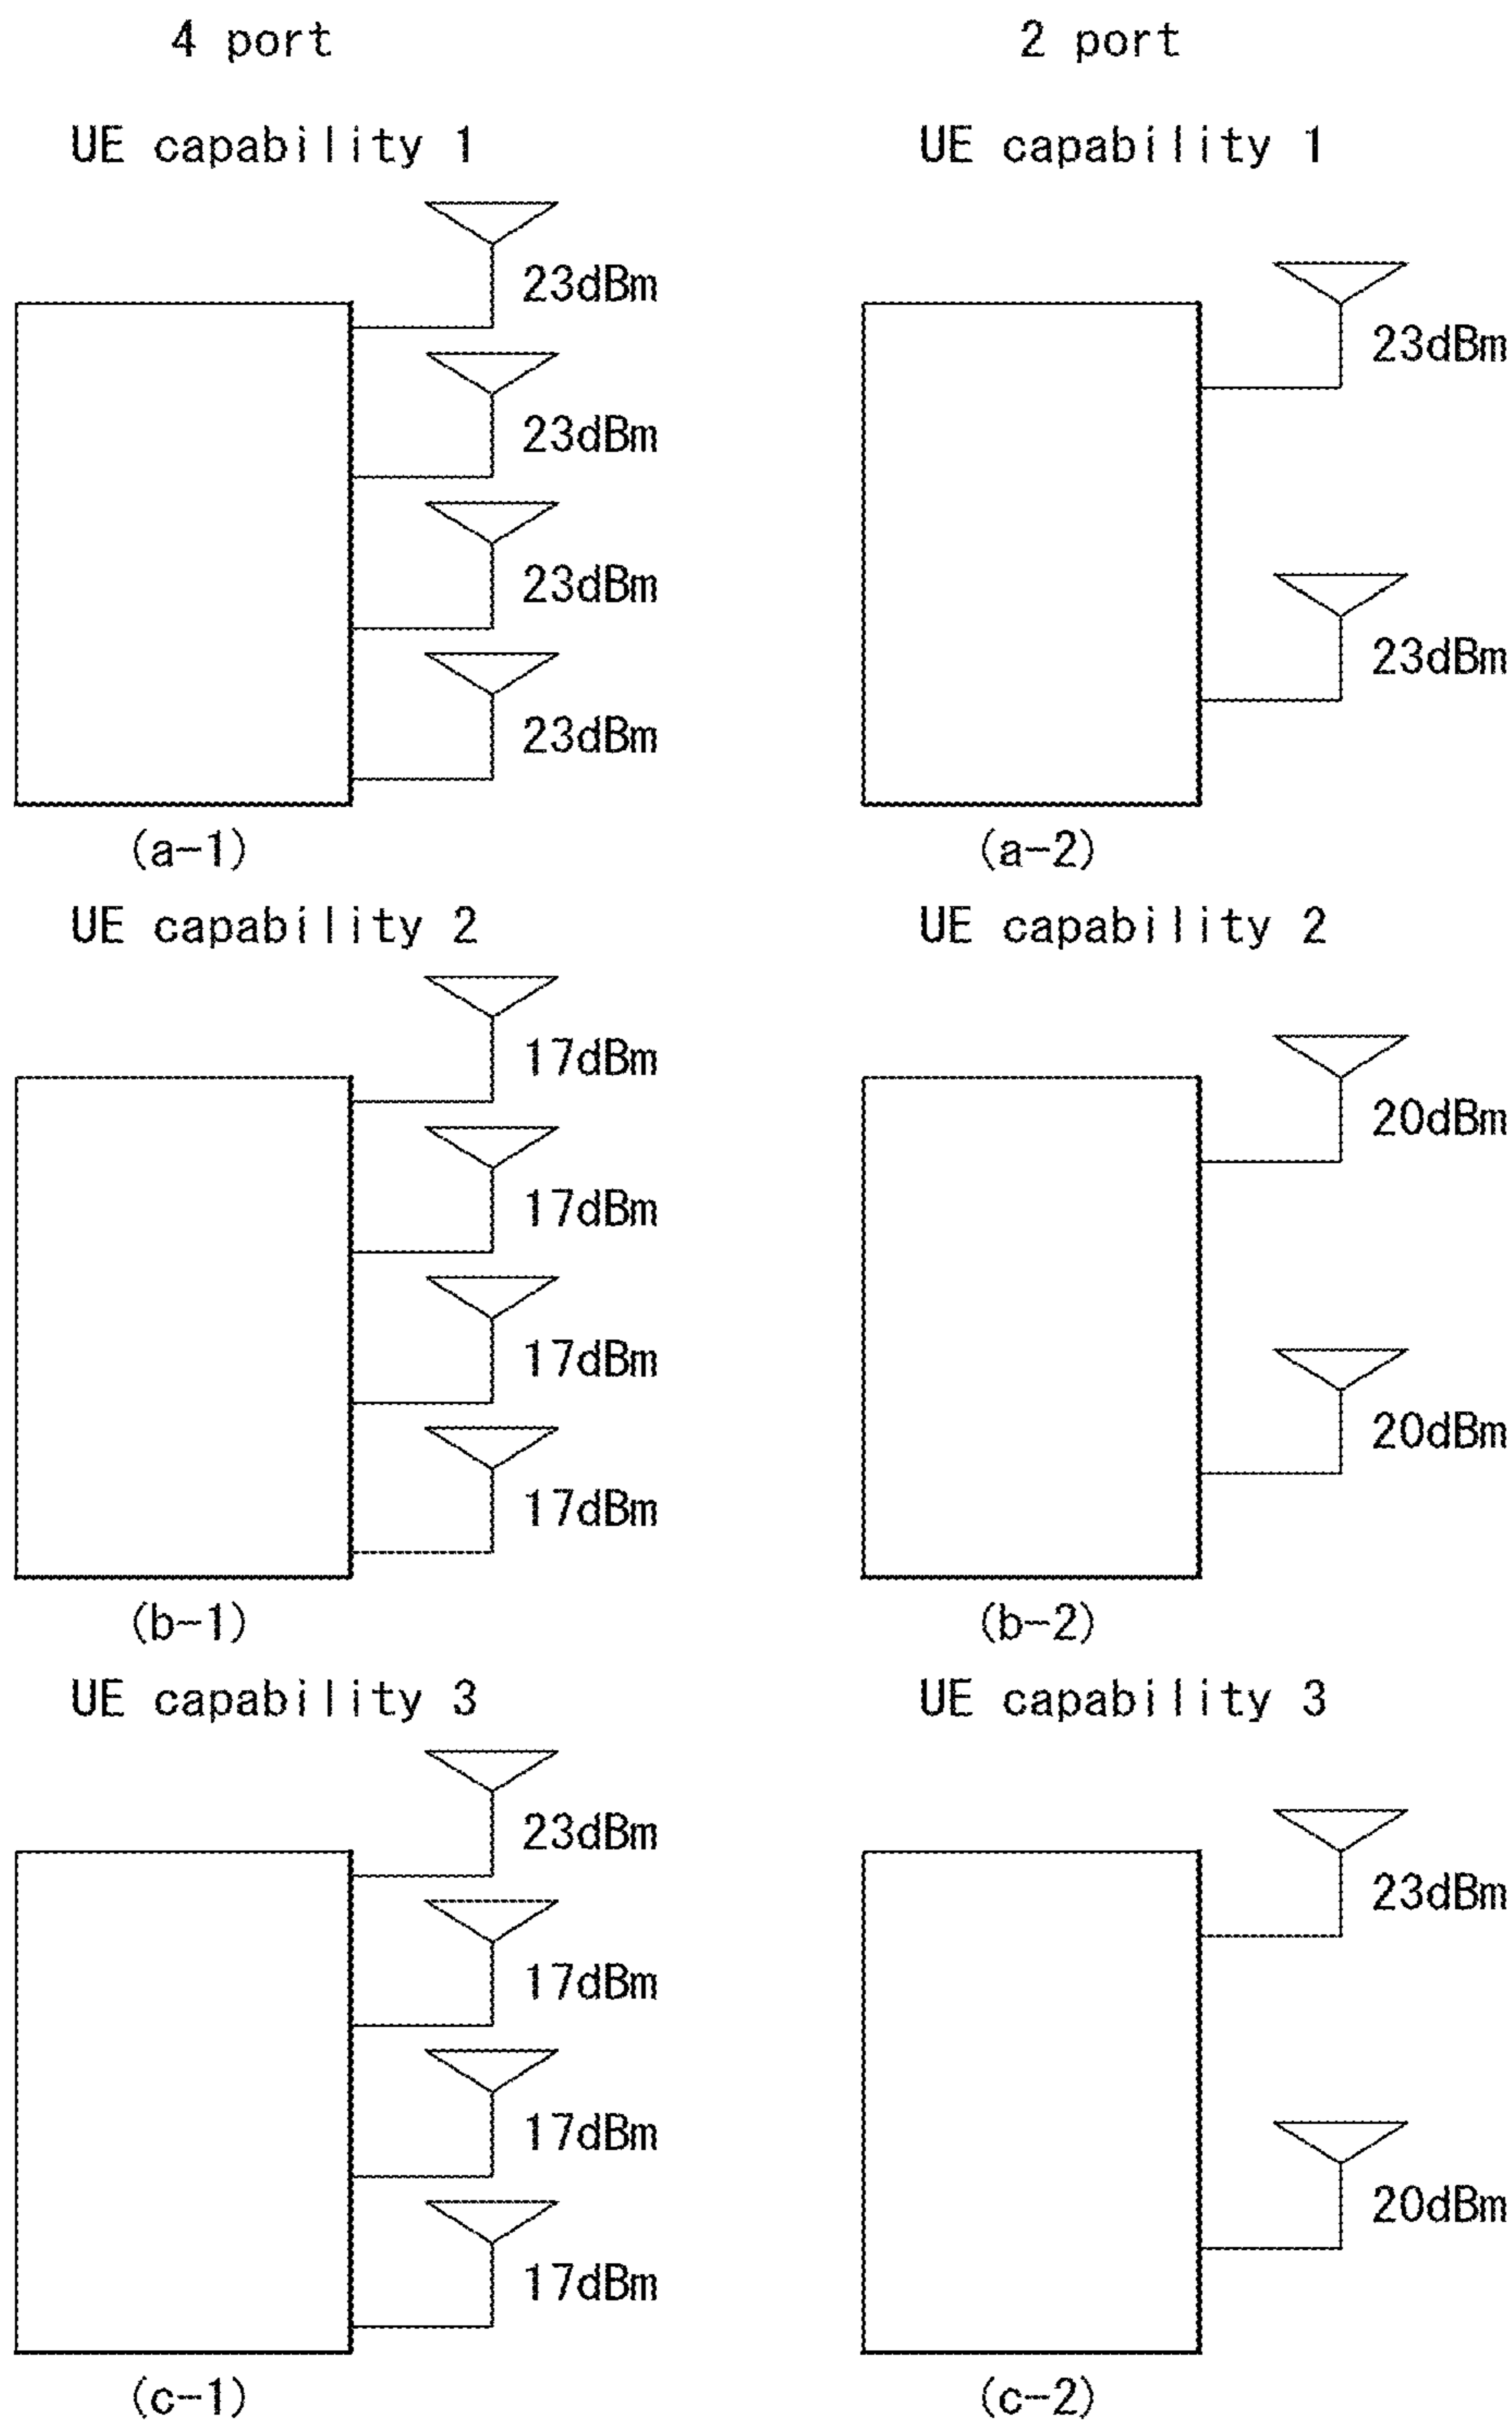 4 port
2 port
UE capability 1
UE capability 1
23dBm
23dBm
23dBm
23dBm
23dBm
23dBm
(a-1)
(a-2)
UE capability 2
UE capability 2
17dBm
20dBm
17dBm
17dBm
20dBm
17dBm
(b-1)
(b-2)
UE capability 3
UE capability 3
23dBm
23dBm
17dBm
17dBm
20dBm
17dBm
(c-1)
(c-2)